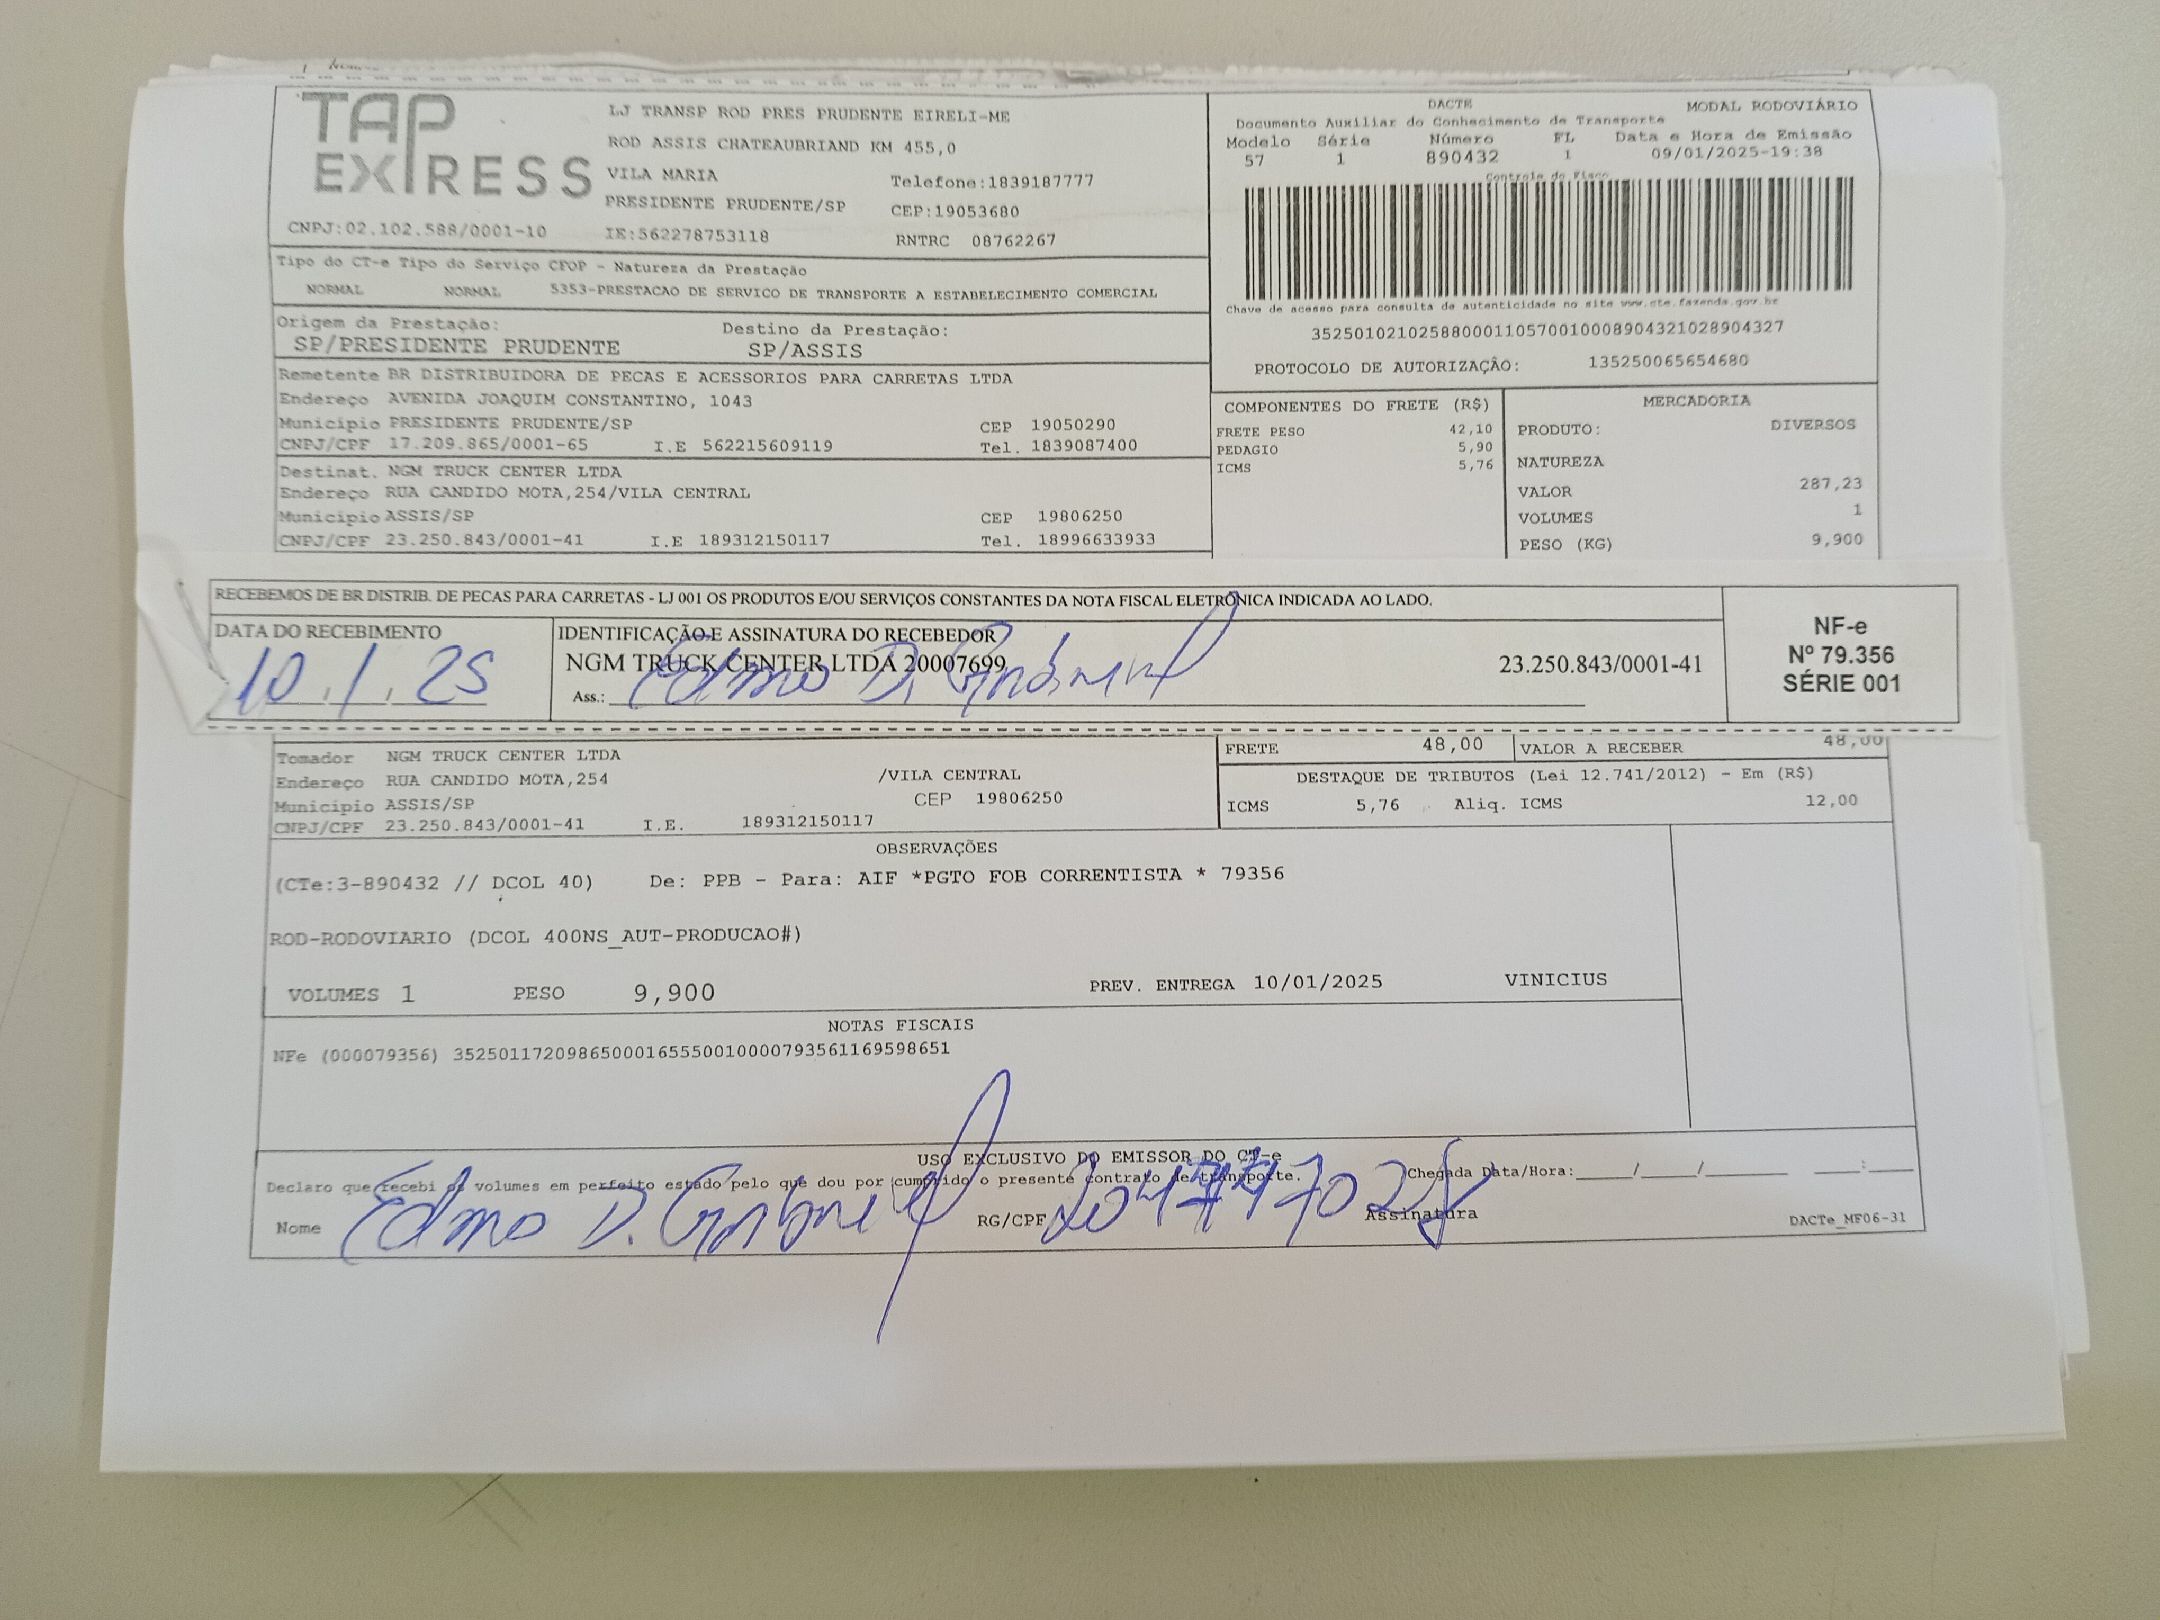 TAP EXPRESS
LJ TRANSP ROD PRES PRUDENTE EIRELI-ME
ROD ASSIS CHATEAUBRIAND KM 455,0
VILA MARIA Telefone:1839187777
PRESIDENTE PRUDENTE/SP CEP:19053680
CNPJ:02.102.588/0001-10 IE:562278753118 RNTRC 08762267
DACTE MODAL RODOVIÁRIO
Documento Auxiliar do Conhecimento de Transporte
Modelo Série Número FL Data e Hora de Emissão
57 1 890432 1 09/01/2025-19:38
Controle do Fisco
Chave de acesso para consulta de autenticidade no site www.cte.fazenda.gov.br
35250102102588000110570010008904321028904327
PROTOCOLO DE AUTORIZAÇÃO: 135250065654680
Tipo do CT-e Tipo do Serviço CFOP - Natureza da Prestação
NORMAL NORMAL 5353-PRESTACAO DE SERVICO DE TRANSPORTE A ESTABELECIMENTO COMERCIAL
Origem da Prestação: Destino da Prestação:
SP/PRESIDENTE PRUDENTE SP/ASSIS
Remetente BR DISTRIBUIDORA DE PECAS E ACESSORIOS PARA CARRETAS LTDA
Endereço AVENIDA JOAQUIM CONSTANTINO, 1043
Município PRESIDENTE PRUDENTE/SP CEP 19050290
CNPJ/CPF 17.209.865/0001-65 I.E 562215609119 Tel. 1839087400
Destinat. NGM TRUCK CENTER LTDA
Endereço RUA CANDIDO MOTA,254/VILA CENTRAL
Município ASSIS/SP CEP 19806250
CNPJ/CPF 23.250.843/0001-41 I.E 189312150117 Tel. 18996633933
COMPONENTES DO FRETE (R$)
FRETE PESO 42,10
PEDAGIO 5,90
ICMS 5,76
MERCADORIA
PRODUTO: DIVERSOS
NATUREZA
VALOR 287,23
VOLUMES 1
PESO (KG) 9,900
RECEBEMOS DE BR DISTRIB. DE PECAS PARA CARRETAS - LJ 001 OS PRODUTOS E/OU SERVIÇOS CONSTANTES DA NOTA FISCAL ELETRÔNICA INDICADA AO LADO.
DATA DO RECEBIMENTO
10.1.25
IDENTIFICAÇÃO E ASSINATURA DO RECEBEDOR
NGM TRUCK CENTER LTDA 20007699 23.250.843/0001-41
Ass.: Edmo D. Gabriel
NF-e
Nº 79.356
SÉRIE 001
Tomador NGM TRUCK CENTER LTDA
Endereço RUA CANDIDO MOTA,254 /VILA CENTRAL
Município ASSIS/SP CEP 19806250
CNPJ/CPF 23.250.843/0001-41 I.E. 189312150117
FRETE 48,00 VALOR A RECEBER 48,00
DESTAQUE DE TRIBUTOS (Lei 12.741/2012) - Em (R$)
ICMS 5,76 Aliq. ICMS 12,00
OBSERVAÇÕES
(CTe:3-890432 // DCOL 40) De: PPB - Para: AIF *PGTO FOB CORRENTISTA * 79356
ROD-RODOVIARIO (DCOL 400NS_AUT-PRODUCAO#)
VOLUMES 1 PESO 9,900 PREV. ENTREGA 10/01/2025 VINICIUS
NOTAS FISCAIS
NFe (000079356) 35250117209865000165550010000793561169598651
USO EXCLUSIVO DO EMISSOR DO CT-e
Declaro que recebi os volumes em perfeito estado pelo que dou por cumprido o presente contrato de transporte. Chegada Data/Hora:____/____/______ ___:___
Nome Edmo D. Gabriel RG/CPF Assinatura DACTe_MF06-31